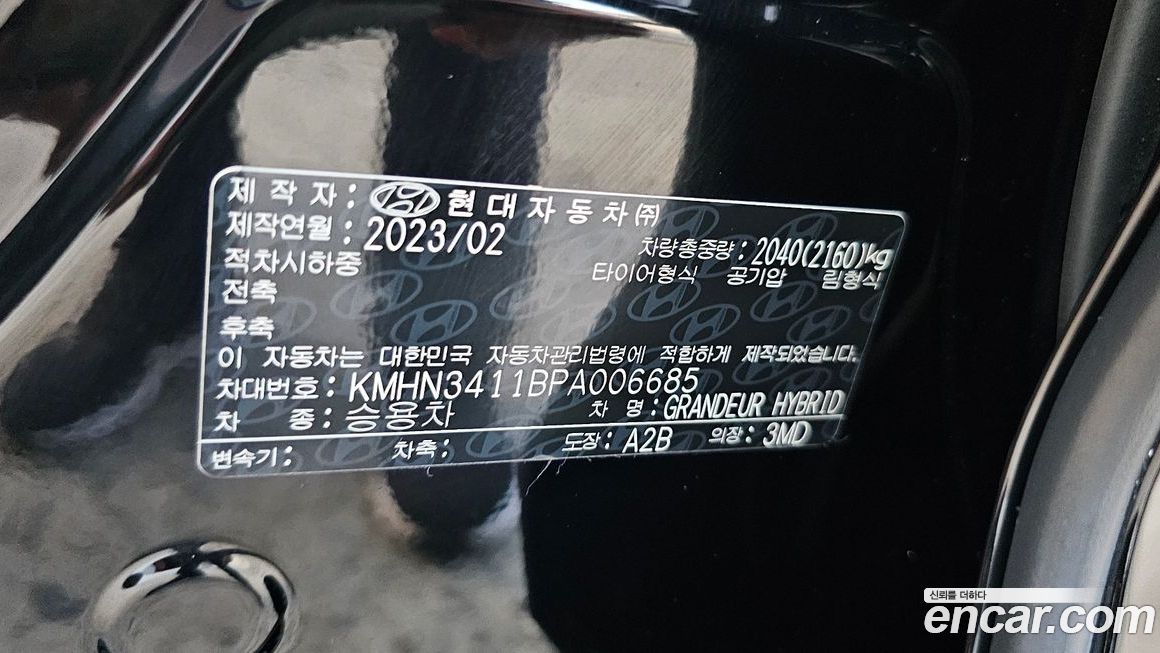 제 작 자 : 현 대 자 동 차 ㈜
제작연월 : 2023/02 차량총중량 : 2040(2160)kg
적차시하중 타이어형식 공기압 림형식
전축
후축
이 자동차는 대한민국 자동차관리법령에 적합하게 제작되었습니다.
차대번호 : KMHN3411BPA006685
차 종 : 승용차 차 명 : GRANDEUR HYBRID
변속기 : 차축 : 도장 : A2B 의장 : 3MD
신뢰를 더하다
encar.com